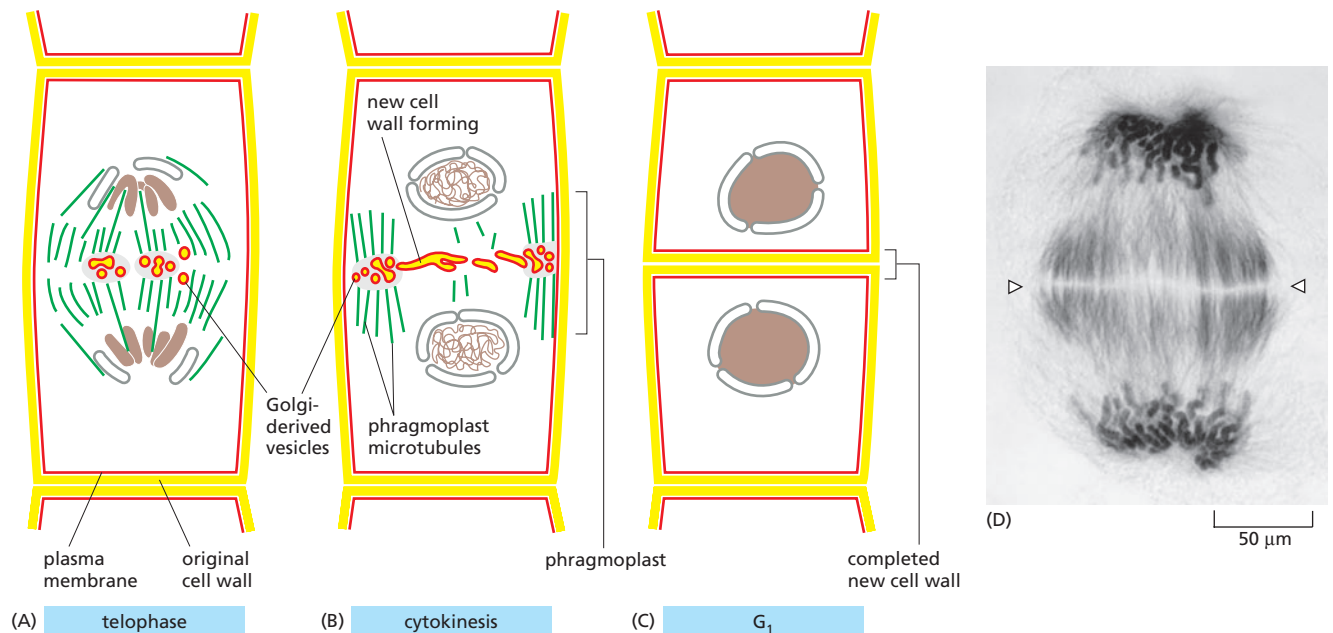 new cell
wall forming
Golgi-
derived
vesicles
phragmoplast
microtubules
plasma
membrane
original
cell wall
phragmoplast
completed
new cell wall
(D)
50 μm
(A) telophase
(B) cytokinesis
(C) G₁